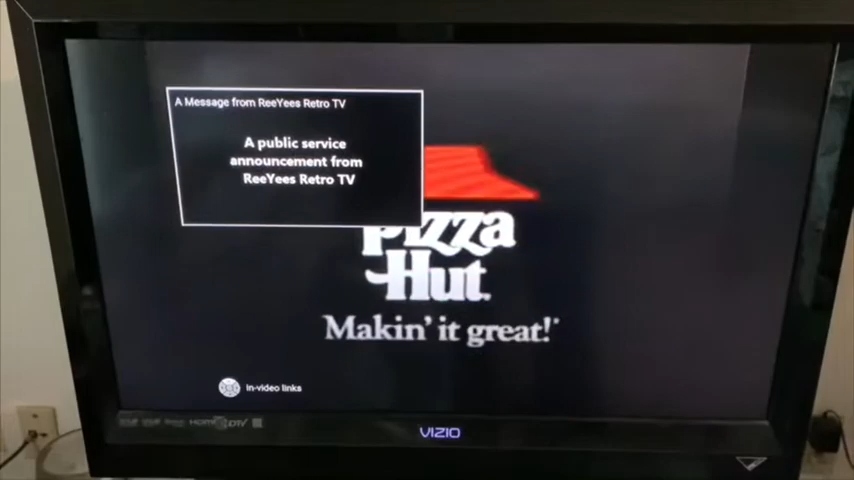 A Message from ReeYees Retro TV
A public service
announcement from
ReeYees Retro TV
Pizza
Hut.
Makin' it great!
In-video links
HDTV
VIZIO